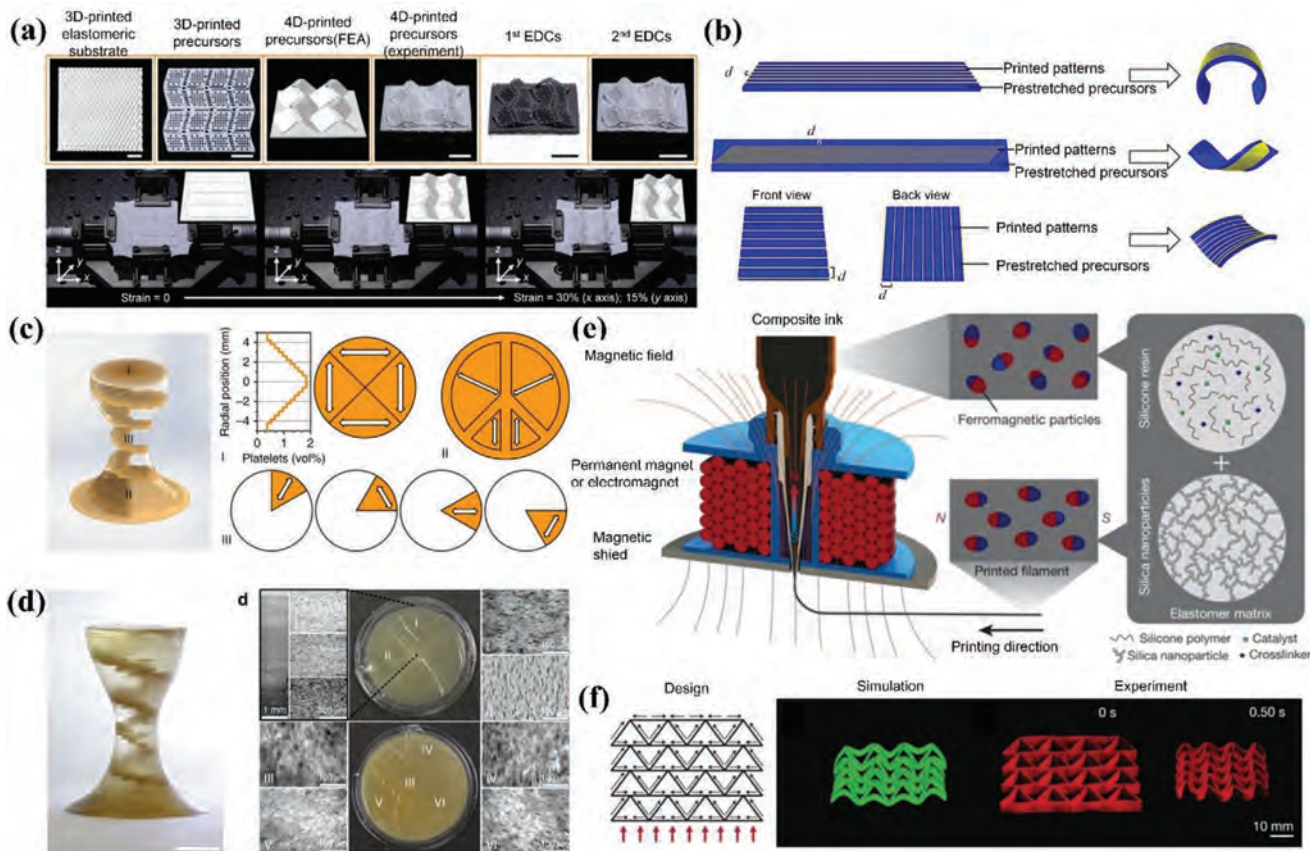 (a)
3D-printed
elastomeric
substrate
3D-printed
precursors
4D-printed
precursors(FEA)
4D-printed
precursors
(experiment)
1st EDCs
2nd EDCs
z
y
x
z
y
x
z
y
x
Strain = 0
Strain = 30% (x axis); 15% (y axis)
(b)
d
Printed patterns
Prestretched precursors
d
Printed patterns
Prestretched precursors
Front view
Back view
Printed patterns
Prestretched precursors
d
d
(c)
I
III
II
Radial position (mm)
4
2
0
−2
−4
0
1
2
I
Platelets (vol%)
II
III
(d)
d
1 mm
I
II
III
IV
III
V
VI
V
(e)
Composite ink
Magnetic field
Ferromagnetic particles
Permanent magnet
or electromagnet
Magnetic shied
N
S
Printed filament
Printing direction
Silicone resin
+
Silica nanoparticles
Elastomer matrix
Silicone polymer
Catalyst
Silica nanoparticle
Crosslinker
(f)
Design
Simulation
Experiment
0 s
0.50 s
10 mm